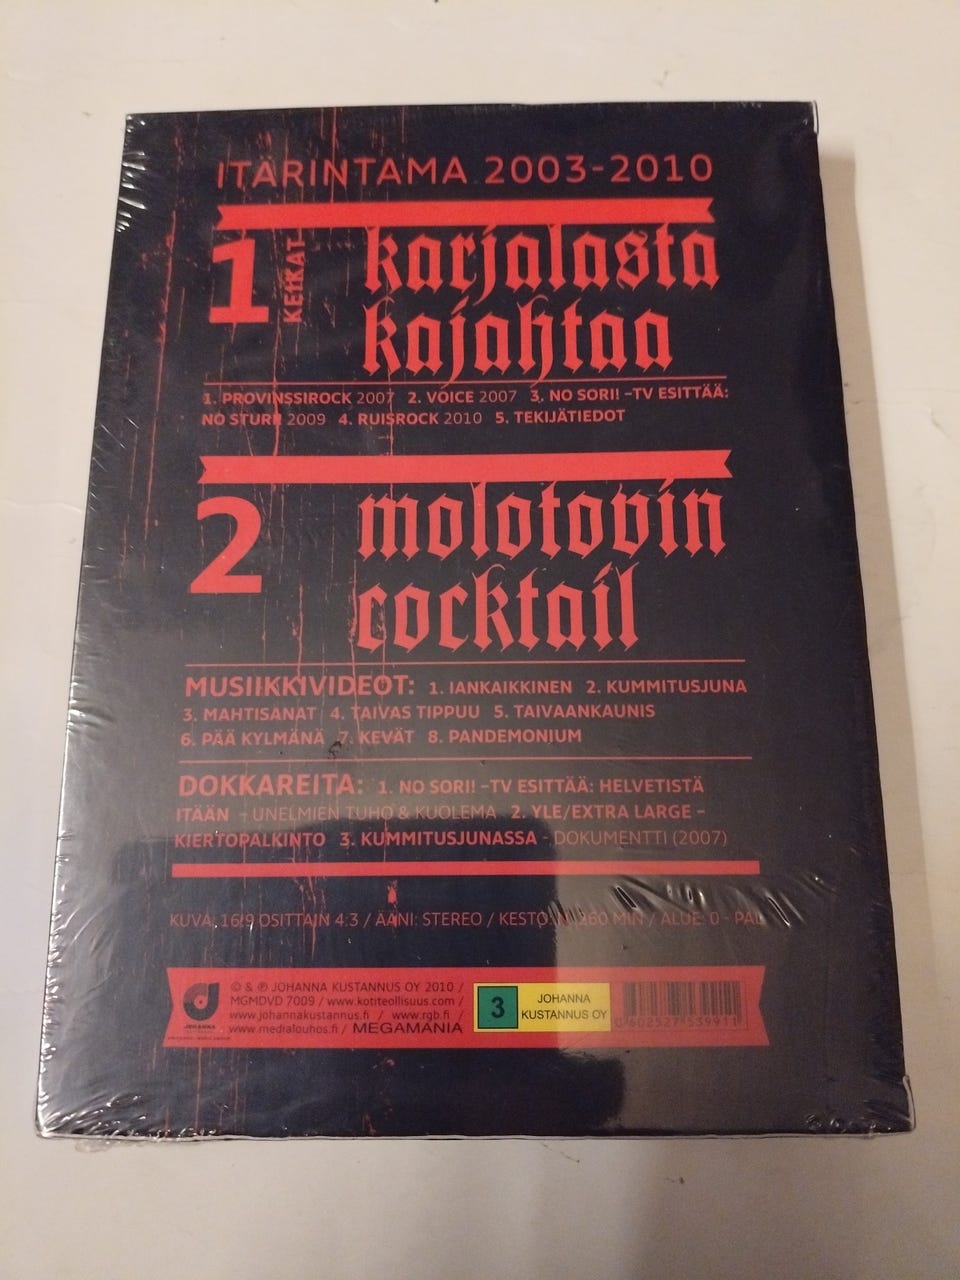 ITÄRINTAMA 2003-2010
1 KEIKAT karjalasta
kajahtaa
1. PROVINSSIROCK 2007 2. VOICE 2007 3. NO SORI! –TV ESITTÄÄ:
NO STURM 2009 4. RUISROCK 2010 5. TEKIJÄTIEDOT
2 molotovin
cocktail
MUSIIKKIVIDEOT: 1. IANKAIKKINEN 2. KUMMITUSJUNA
3. MAHTISANAT 4. TAIVAS TIPPUU 5. TAIVAANKAUNIS
6. PÄÄ KYLMÄNÄ 7. KEVÄT 8. PANDEMONIUM
DOKKAREITA: 1. NO SORI! –TV ESITTÄÄ: HELVETISTÄ
ITÄÄN – UNELMIEN TUHO & KUOLEMA 2. YLE/EXTRA LARGE –
KIERTOPALKINTO 3. KUMMITUSJUNASSA - DOKUMENTTI (2007)
KUVA: 16:9 OSITTAIN 4:3 / ÄÄNI: STEREO / KESTO: N. 260 MIN / ALUE: 0 - PAL
© & ℗ JOHANNA KUSTANNUS OY 2010 /
MGMDVD 7009 / www.kotiteollisuus.com /
www.johannakustannus.fi / www.rgb.fi /
www.medialouhos.fi / MEGAMANIA
JOHANNA
3
JOHANNA
KUSTANNUS OY
0 602527 539911